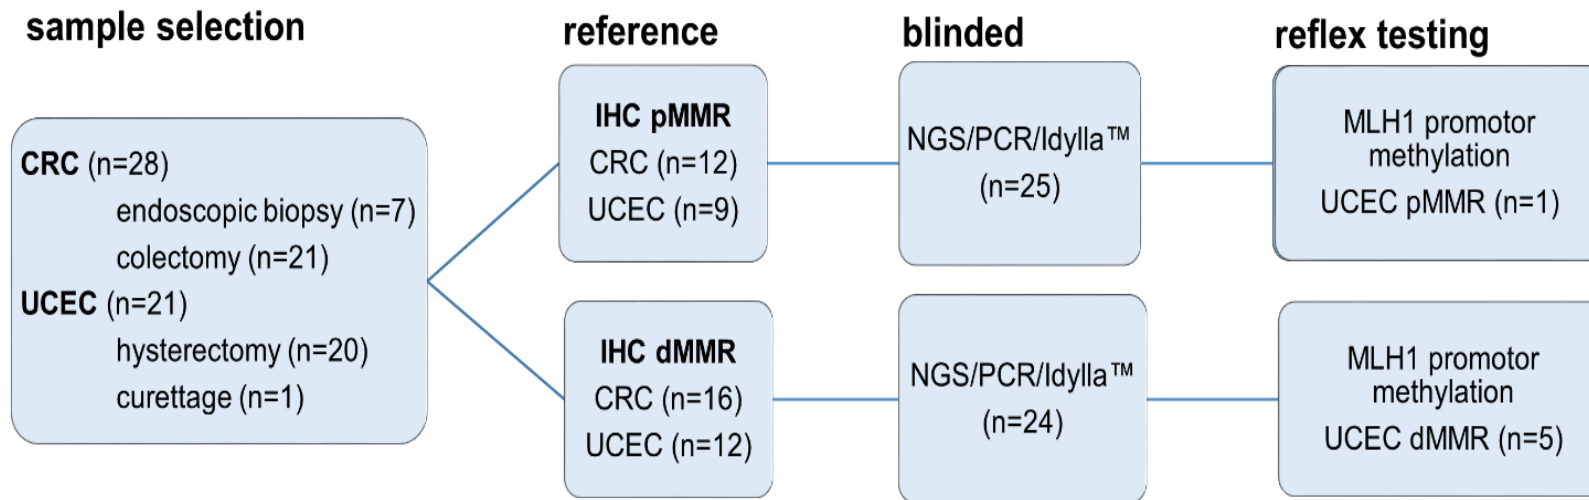 sample selection
CRC (n=28)
endoscopic biopsy (n=7)
colectomy (n=21)
UCEC (n=21)
hysterectomy (n=20)
curettage (n=1)
reference
IHC pMMR
CRC (n=12)
UCEC (n=9)
IHC dMMR
CRC (n=16)
UCEC (n=12)
blinded
NGS/PCR/Idylla™
(n=25)
NGS/PCR/Idylla™
(n=24)
reflex testing
MLH1 promotor
methylation
UCEC pMMR (n=1)
MLH1 promotor
methylation
UCEC dMMR (n=5)